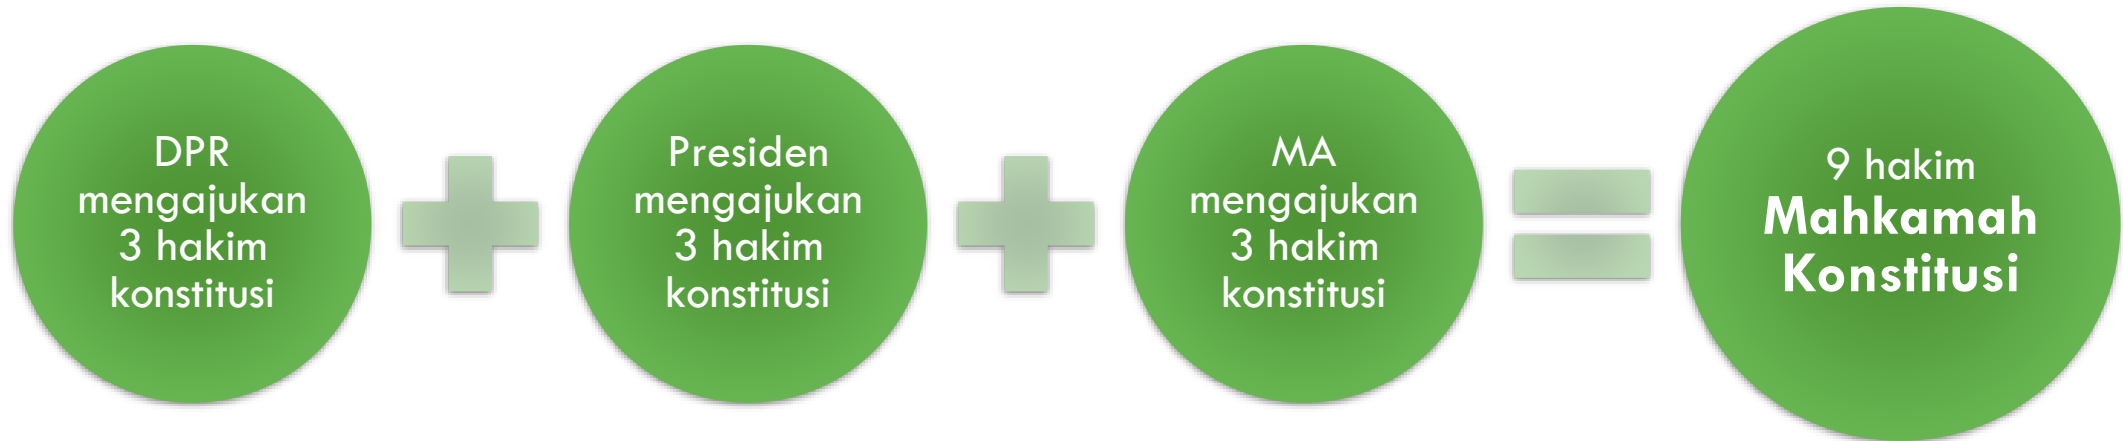 DPR
mengajukan
3 hakim
konstitusi
Presiden
mengajukan
3 hakim
konstitusi
MA
mengajukan
3 hakim
konstitusi
9 hakim
Mahkamah
Konstitusi